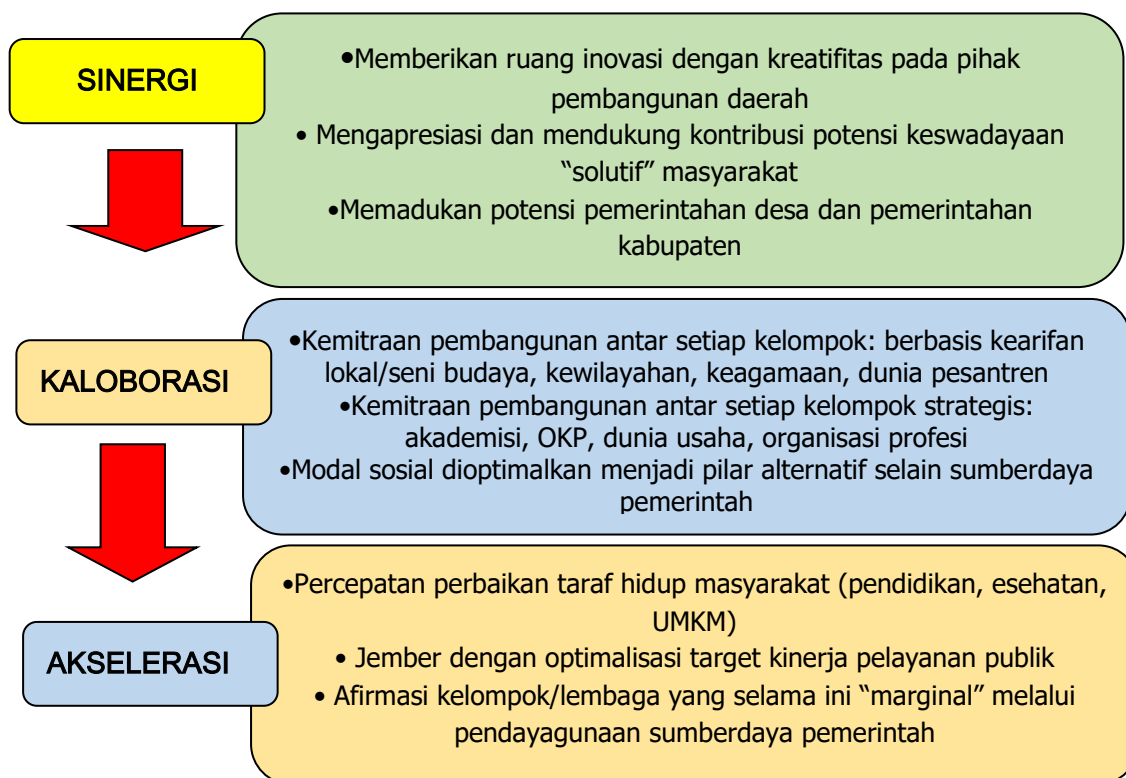 SINERGI
•Memberikan ruang inovasi dengan kreatifitas pada pihak
pembangunan daerah
• Mengapresiasi dan mendukung kontribusi potensi keswadayaan
“solutif” masyarakat
•Memadukan potensi pemerintahan desa dan pemerintahan
kabupaten
KALOBORASI
•Kemitraan pembangunan antar setiap kelompok: berbasis kearifan
lokal/seni budaya, kewilayahan, keagamaan, dunia pesantren
•Kemitraan pembangunan antar setiap kelompok strategis:
akademisi, OKP, dunia usaha, organisasi profesi
•Modal sosial dioptimalkan menjadi pilar alternatif selain sumberdaya
pemerintah
AKSELERASI
•Percepatan perbaikan taraf hidup masyarakat (pendidikan, esehatan,
UMKM)
• Jember dengan optimalisasi target kinerja pelayanan publik
• Afirmasi kelompok/lembaga yang selama ini “marginal” melalui
pendayagunaan sumberdaya pemerintah